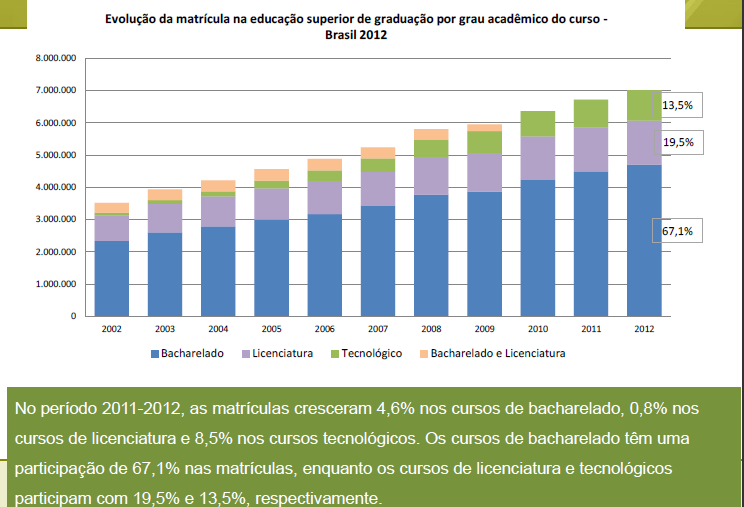 Evolução da matrícula na educação superior de graduação por grau acadêmico do curso -
Brasil 2012
8.000.000
7.000.000
6.000.000
5.000.000
4.000.000
3.000.000
2.000.000
1.000.000
0
13,5%
19,5%
67,1%
2002 2003 2004 2005 2006 2007 2008 2009 2010 2011 2012
Bacharelado Licenciatura Tecnológico Bacharelado e Licenciatura
No período 2011-2012, as matrículas cresceram 4,6% nos cursos de bacharelado, 0,8% nos
cursos de licenciatura e 8,5% nos cursos tecnológicos. Os cursos de bacharelado têm uma
participação de 67,1% nas matrículas, enquanto os cursos de licenciatura e tecnológicos
participam com 19,5% e 13,5%, respectivamente.